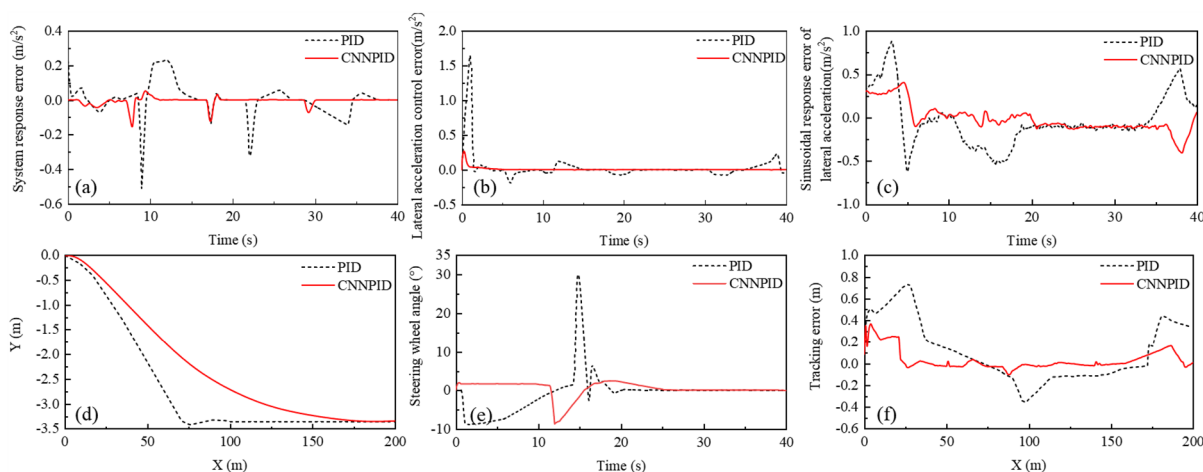 System response error (m/s²)
0.4
0.2
0.0
-0.2
-0.4
-0.6
PID
CNNPID
(a)
0
10
20
30
40
Time (s)
Lateral acceleration control error(m/s²)
2.0
1.5
1.0
0.5
0.0
-0.5
PID
CNNPID
(b)
0
10
20
30
40
Time (s)
Sinusoidal response error of
lateral acceleration(m/s²)
1.0
0.5
0.0
-0.5
-1.0
PID
CNNPID
(c)
0
10
20
30
40
Time (s)
Y (m)
0.0
-0.5
-1.0
-1.5
-2.0
-2.5
-3.0
-3.5
PID
CNNPID
(d)
0
50
100
150
200
X (m)
Steering wheel angle (°)
35
30
25
20
15
10
5
0
-5
-10
PID
CNNPID
(e)
0
10
20
30
40
Time (s)
Tracking error (m)
1.0
0.8
0.6
0.4
0.2
0.0
-0.2
-0.4
-0.6
PID
CNNPID
(f)
0
50
100
150
200
X (m)